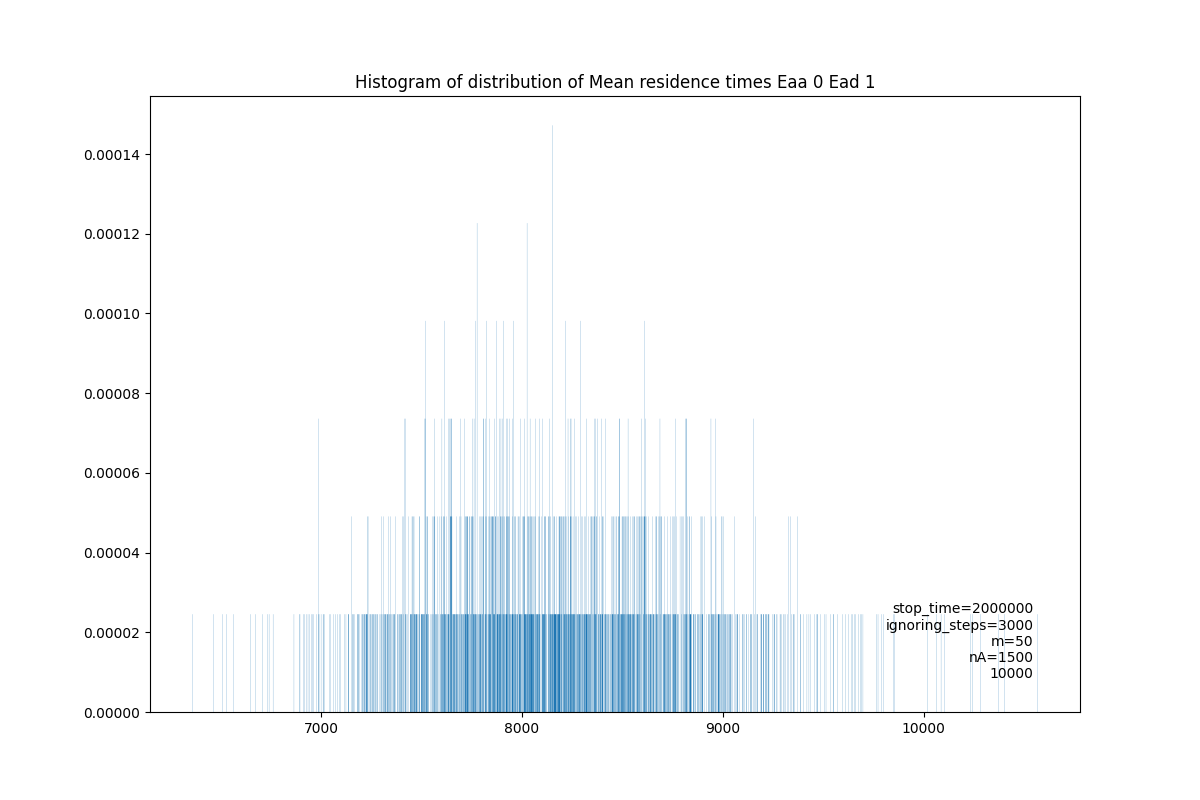 Histogram of distribution of Mean residence times Eaa 0 Ead 1
0.00014
0.00012
0.00010
0.00008
0.00006
0.00004
0.00002
0.00000
stop_time=2000000
ignoring_steps=3000
m=50
nA=1500
10000
7000
8000
9000
10000